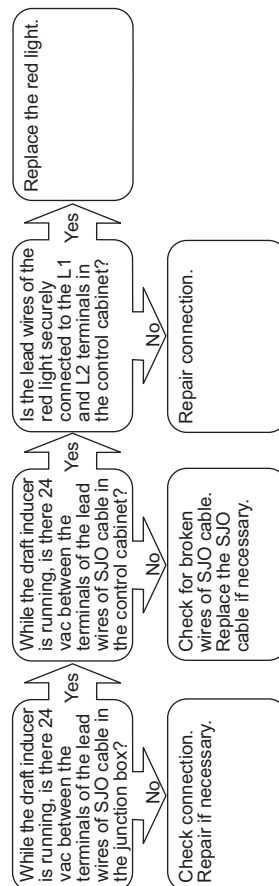 While the draft inducer
is running, is there 24
vac between the
terminals of the lead
wires of SJO cable in
the junction box?
Yes
No
Check connection.
Repair if necessary.
While the draft inducer
is running, is there 24
vac between the
terminals of the lead
wires of SJO cable in
the control cabinet?
Yes
No
Check for broken
wires of SJO cable.
Replace the SJO
cable if necessary.
Is the lead wires of the
red light securely
connected to the L1
and L2 terminals in
the control cabinet?
Yes
No
Repair connection.
Replace the red light.